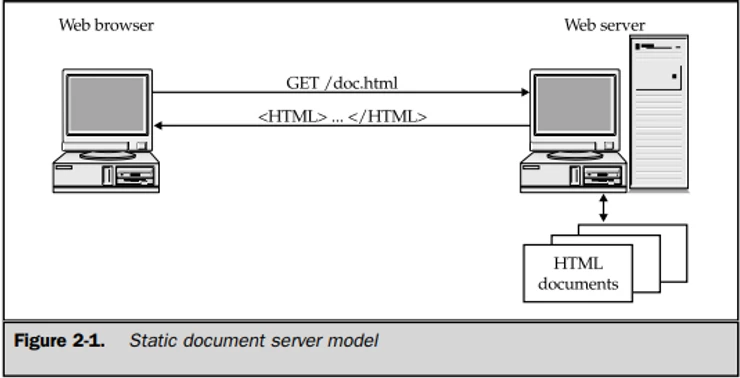 Web browser
Web server
GET /doc.html
<HTML> ... </HTML>
HTML
documents
Figure 2-1. Static document server model